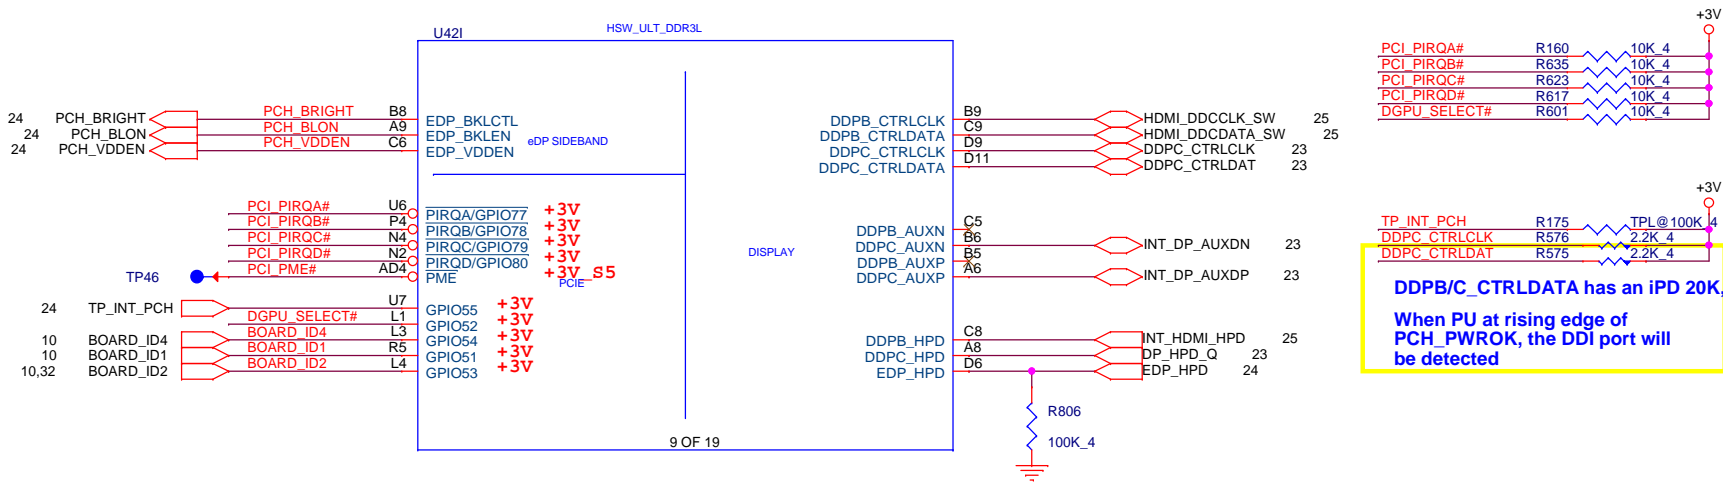 U42I
HSW_ULT_DDR3L
24 PCH_BRIGHT PCH_BRIGHT B8 EDP_BKLCTL
24 PCH_BLON PCH_BLON A9 EDP_BKLEN
24 PCH_VDDEN PCH_VDDEN C6 EDP_VDDEN
eDP SIDEBAND
PCI_PIRQA# U6 PIRQA/GPIO77 +3V
PCI_PIRQB# P4 PIRQB/GPIO78 +3V
PCI_PIRQC# N4 PIRQC/GPIO79 +3V
PCI_PIRQD# N2 PIRQD/GPIO80 +3V
TP46 PCI_PME# AD4 PME +3V_S5
PCIE
24 TP_INT_PCH U7 GPIO55 +3V
DGPU_SELECT# L1 GPIO52 +3V
10 BOARD_ID4 BOARD_ID4 L3 GPIO54 +3V
10 BOARD_ID1 BOARD_ID1 R5 GPIO51 +3V
10,32 BOARD_ID2 BOARD_ID2 L4 GPIO53 +3V
DISPLAY
9 OF 19
DDPB_CTRLCLK B9 HDMI_DDCCLK_SW 25
DDPB_CTRLDATA C9 HDMI_DDCDATA_SW 25
DDPC_CTRLCLK D9 DDPC_CTRLCLK 23
DDPC_CTRLDATA D11 DDPC_CTRLDAT 23
DDPB_AUXN C5
DDPC_AUXN B6 INT_DP_AUXDN 23
DDPB_AUXP B5
DDPC_AUXP A6 INT_DP_AUXDP 23
DDPB_HPD C8 INT_HDMI_HPD 25
DDPC_HPD A8 DP_HPD_Q 23
EDP_HPD D6 EDP_HPD 24
R806
100K_4
+3V
PCI_PIRQA# R160 10K_4
PCI_PIRQB# R635 10K_4
PCI_PIRQC# R623 10K_4
PCI_PIRQD# R617 10K_4
DGPU_SELECT# R601 10K_4
+3V
TP_INT_PCH R175 TPL@100K_4
DDPC_CTRLCLK R576 2.2K_4
DDPC_CTRLDAT R575 2.2K_4
DDPB/C_CTRLDATA has an iPD 20K,
When PU at rising edge of
PCH_PWROK, the DDI port will
be detected